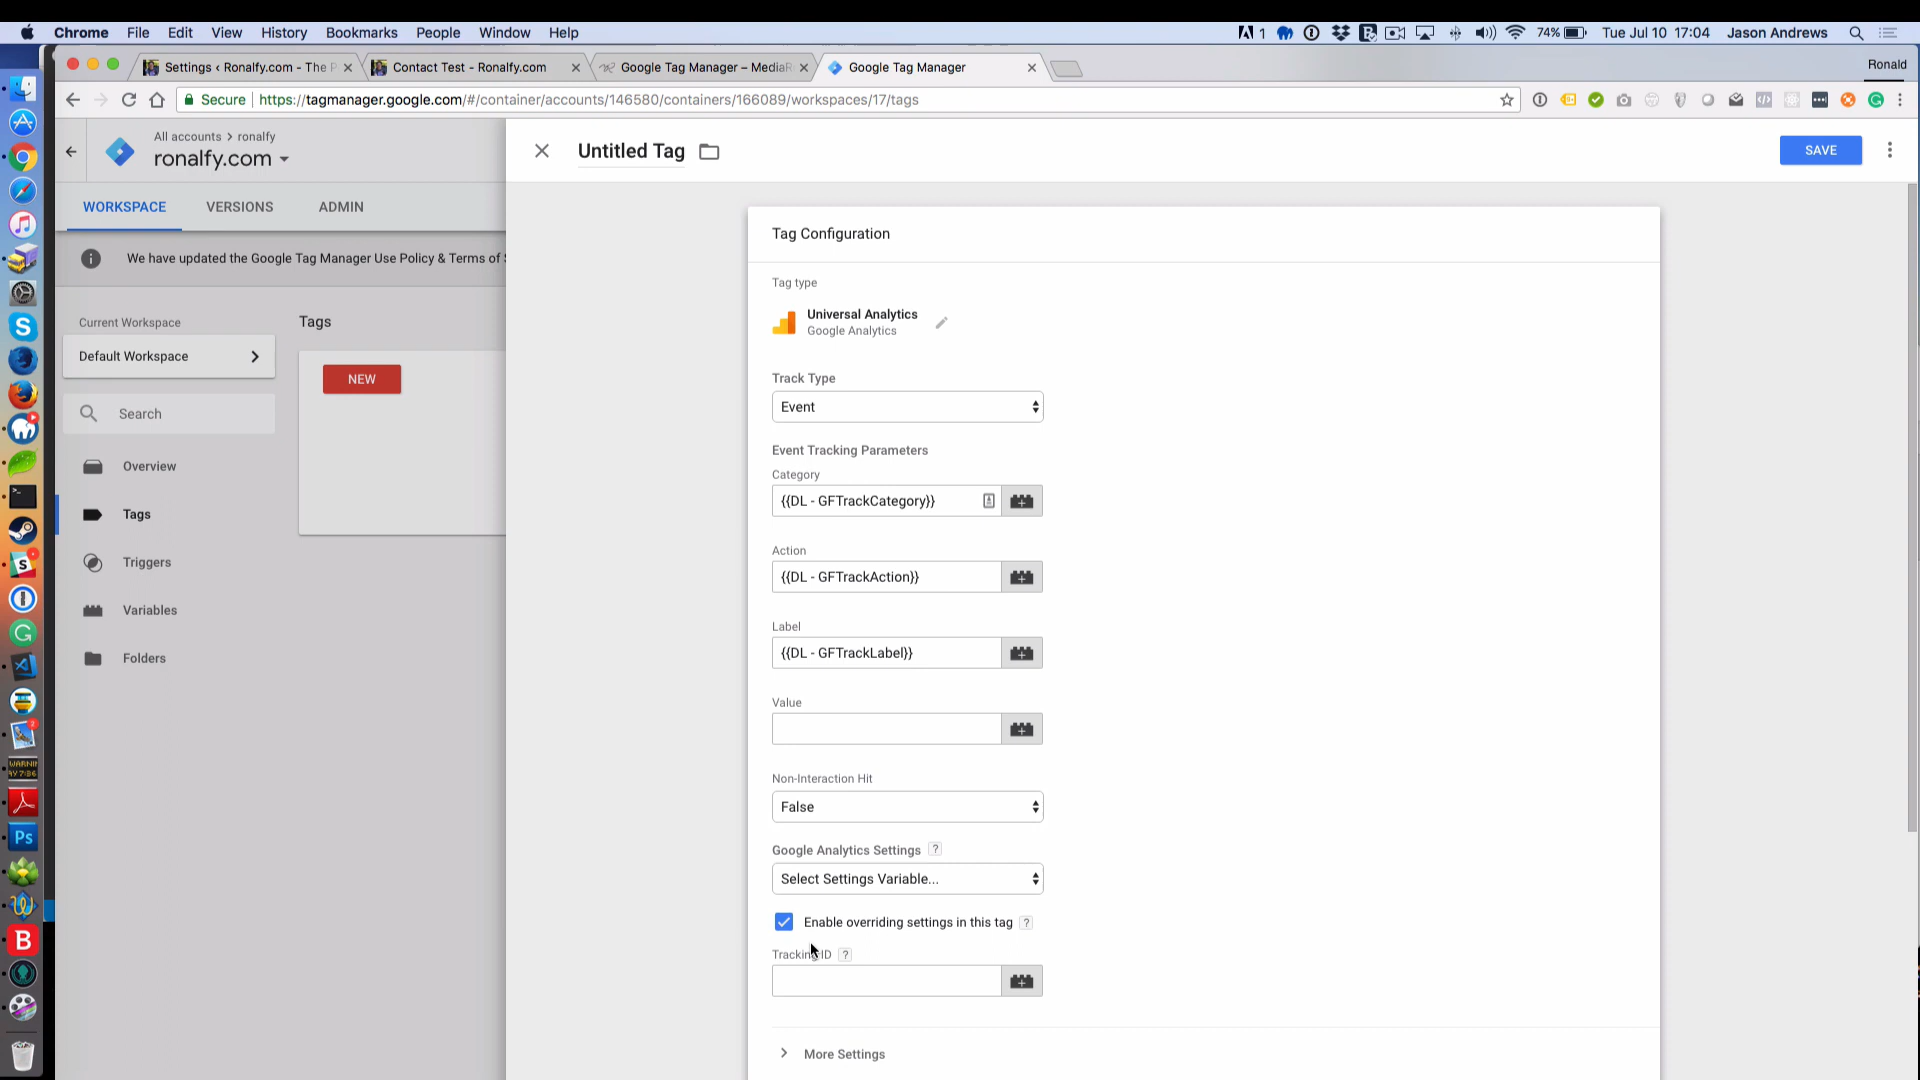 Chrome File Edit View History Bookmarks People Window Help
1 74% Tue Jul 10 17:04 Jason Andrews
Settings ‹ Ronalfy.com - The P
Contact Test - Ronalfy.com
Google Tag Manager – MediaR
Google Tag Manager
Ronald
Secure https://tagmanager.google.com/#/container/accounts/146580/containers/166089/workspaces/17/tags
All accounts > ronalfy
ronalfy.com
Untitled Tag
SAVE
WORKSPACE VERSIONS ADMIN
We have updated the Google Tag Manager Use Policy & Terms of
Current Workspace
Default Workspace
Search
Overview
Tags
Triggers
Variables
Folders
Tags
NEW
Tag Configuration
Tag type
Universal Analytics
Google Analytics
Track Type
Event
Event Tracking Parameters
Category
{{DL - GFTrackCategory}}
Action
{{DL - GFTrackAction}}
Label
{{DL - GFTrackLabel}}
Value
Non-Interaction Hit
False
Google Analytics Settings ?
Select Settings Variable...
Enable overriding settings in this tag ?
Tracking ID ?
More Settings
Ps